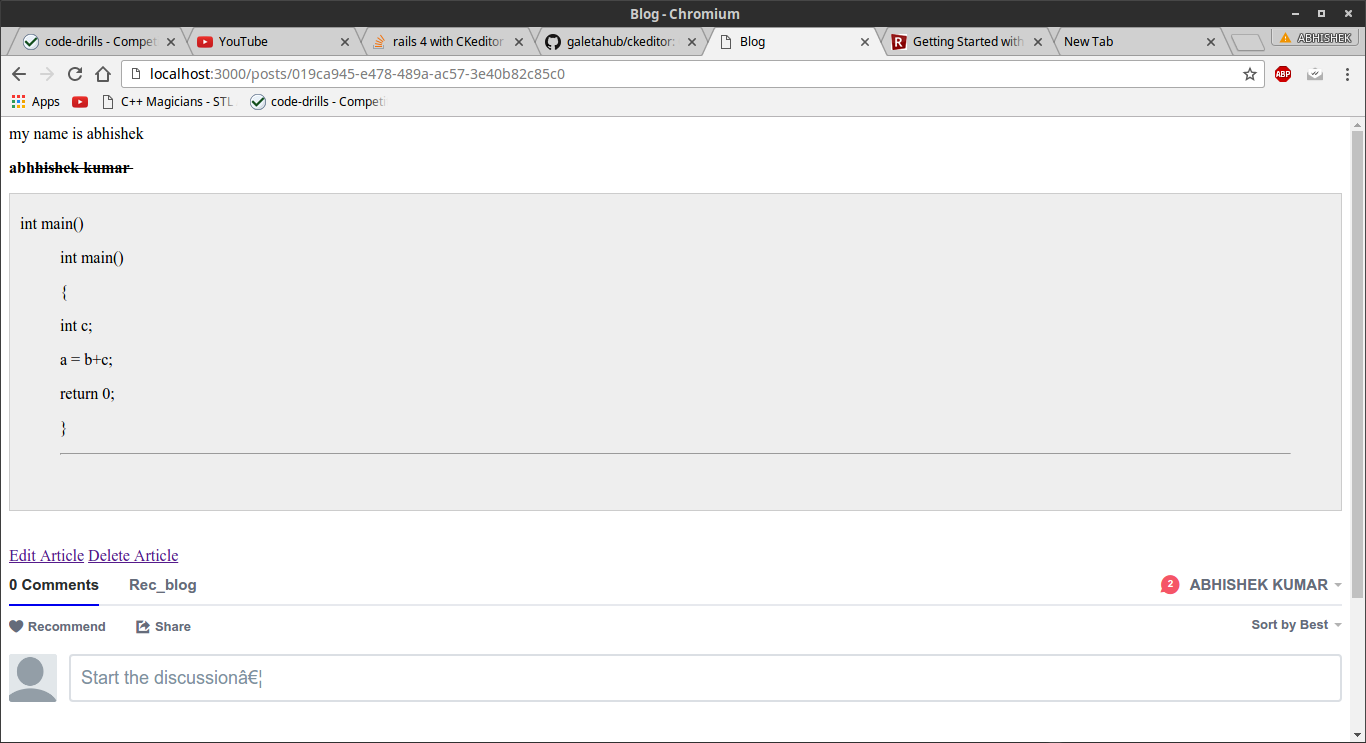 Blog - Chromium
code-drills - Compet
YouTube
rails 4 with CKeditor
galetahub/ckeditor:
Blog
Getting Started with
New Tab
ABHISHEK
localhost:3000/posts/019ca945-e478-489a-ac57-3e40b82c85c0
ABP
Apps
C++ Magicians - STL
code-drills - Competi
my name is abhishek
abhhishek kumar
int main()
int main()
{
int c;
a = b+c;
return 0;
}
Edit Article Delete Article
0 Comments Rec_blog 2 ABHISHEK KUMAR
Recommend Share Sort by Best
Start the discussionâ€¦